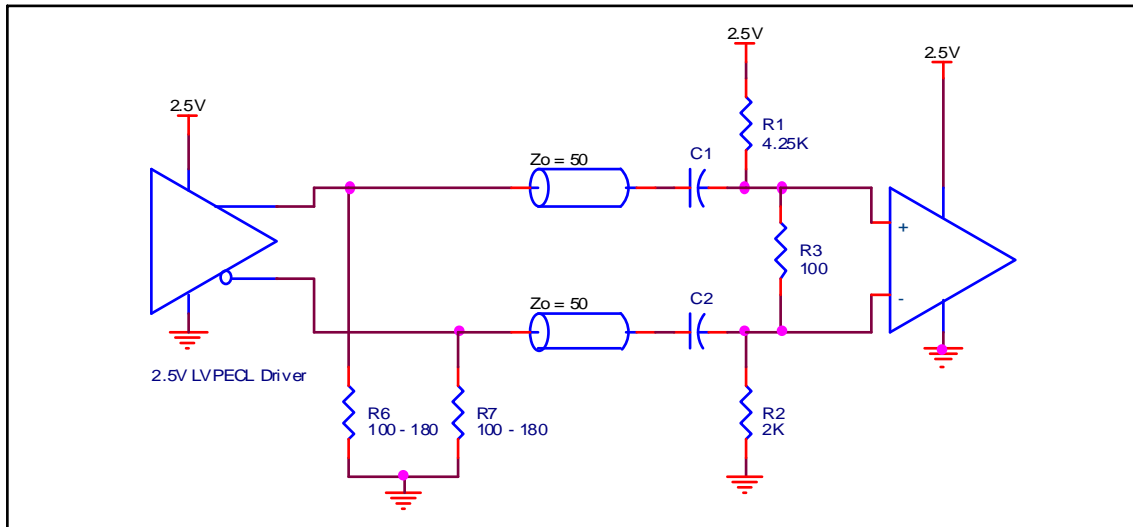 2.5V
2.5V
2.5V
R1
4.25K
Zo = 50
C1
+
R3
100
-
Zo = 50
C2
2.5V LVPECL Driver
R6
100 - 180
R7
100 - 180
R2
2K